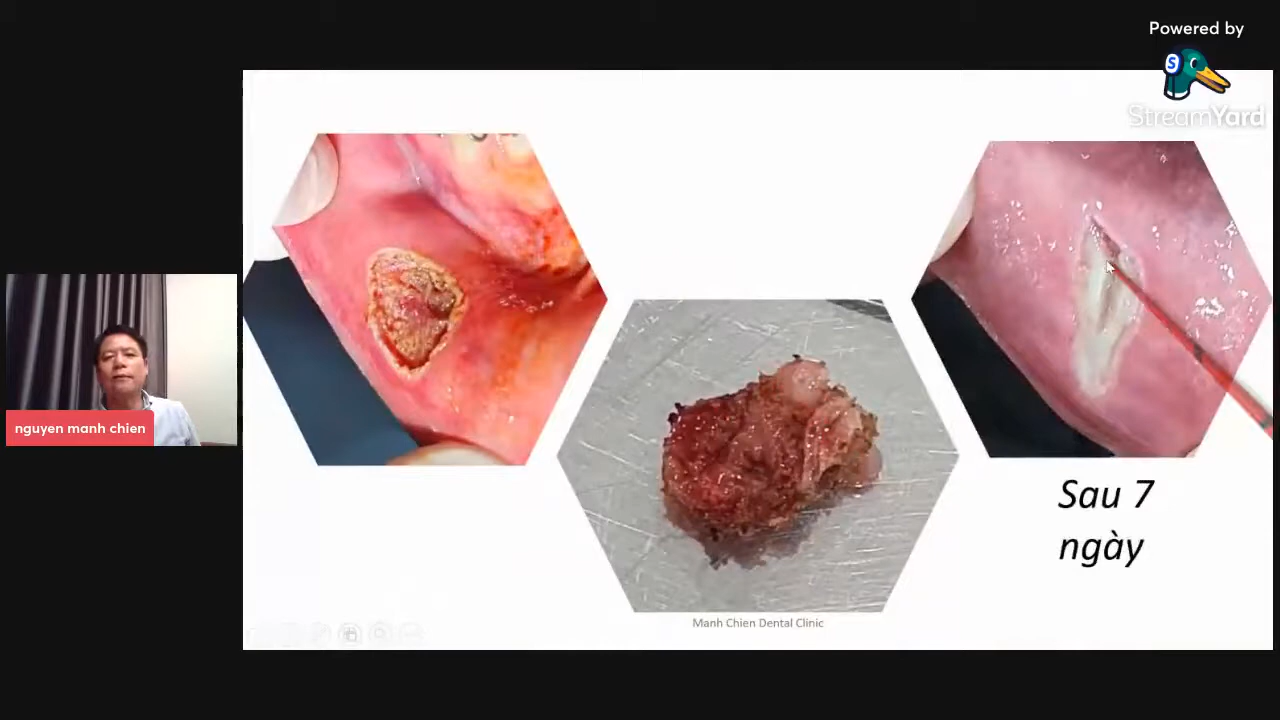 Powered by
StreamYard
nguyen manh chien
Sau 7
ngày
Manh Chien Dental Clinic